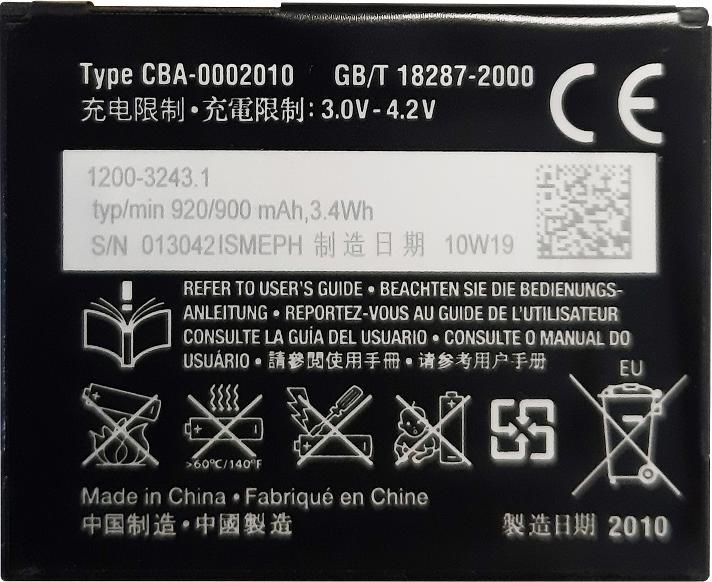 Type CBA-0002010 GB/T 18287-2000
充电限制・充電限制: 3.0V - 4.2V
CE
1200-3243.1
typ/min 920/900 mAh,3.4Wh
S/N 013042ISMEPH 制造日期 10W19
REFER TO USER'S GUIDE • BEACHTEN SIE DIE BEDIENUNGS-
ANLEITUNG • REPORTEZ-VOUS AU GUIDE DE L'UTILISATEUR
CONSULTE LA GUÍA DEL USUARIO • CONSULTE O MANUAL DO
USUÁRIO • 請參閱使用手冊 • 请参考用户手册
EU
>60°C/140°F
Made in China • Fabriqué en Chine
中国制造・中國製造
製造日期 2010